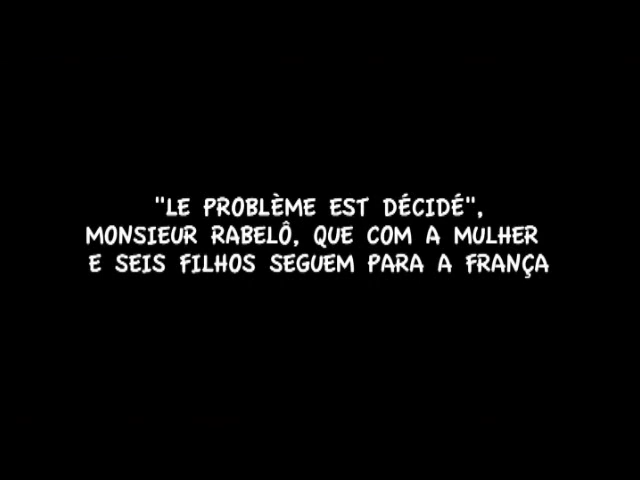 "LE PROBLÈME EST DÉCIDÉ",
MONSIEUR RABELÔ, QUE COM A MULHER
E SEIS FILHOS SEGUEM PARA A FRANÇA